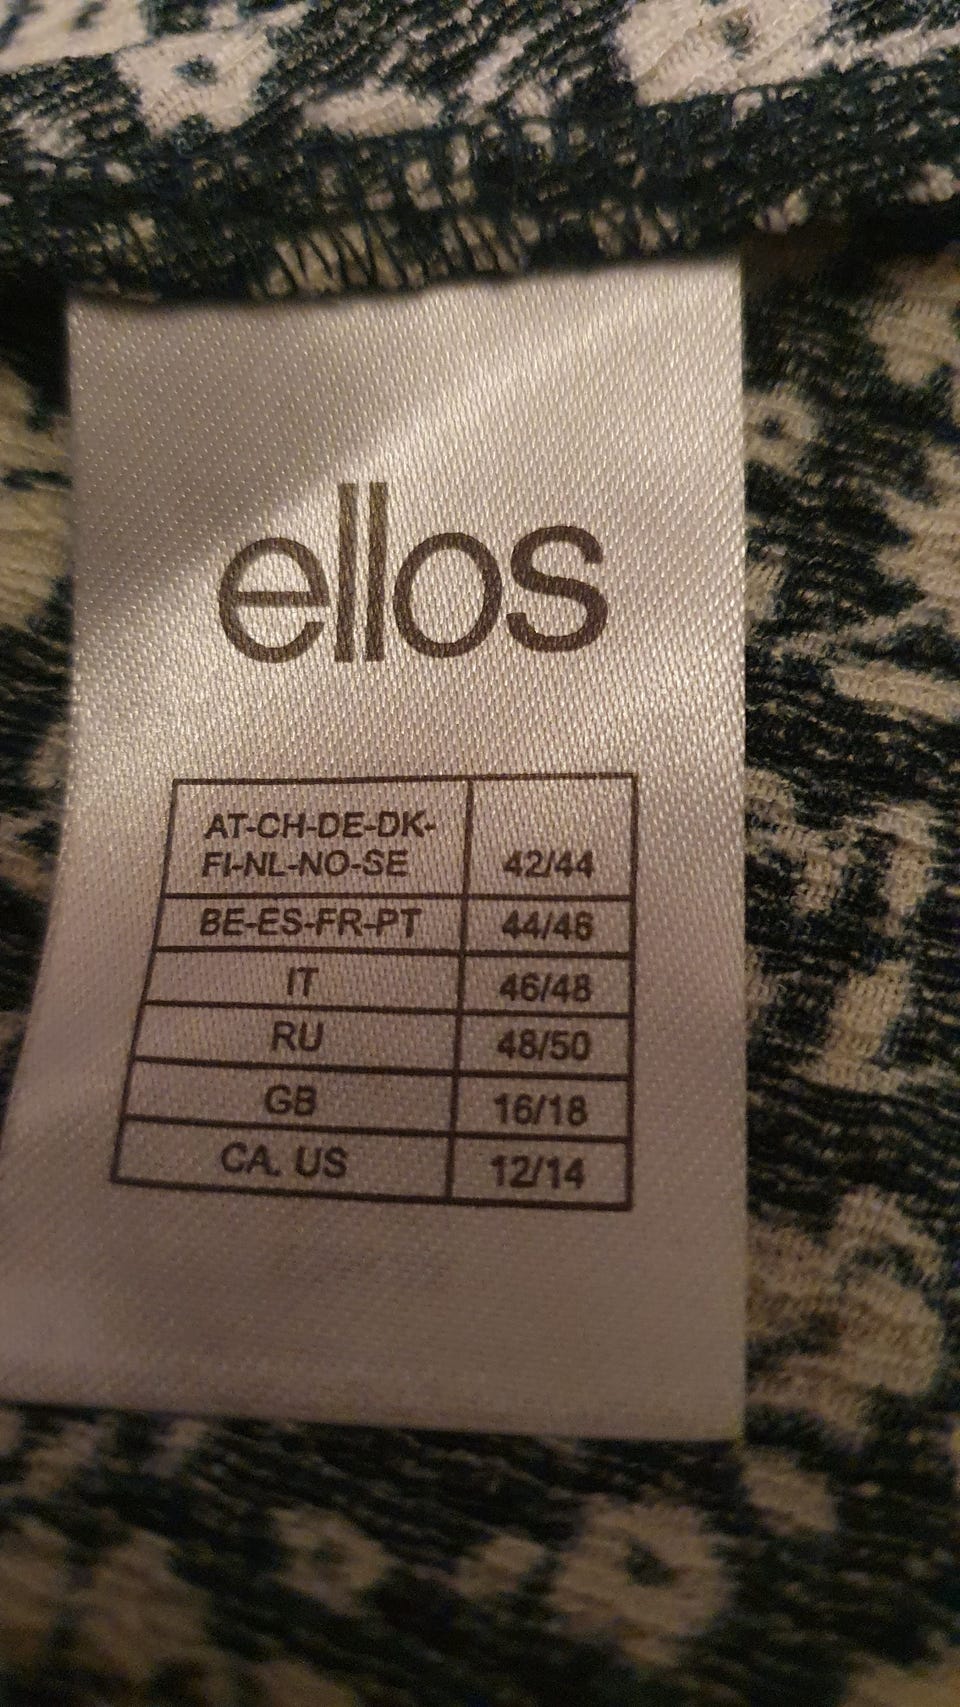 ellos
AT-CH-DE-DK-
FI-NL-NO-SE 42/44
BE-ES-FR-PT 44/46
IT 46/48
RU 48/50
GB 16/18
CA. US 12/14